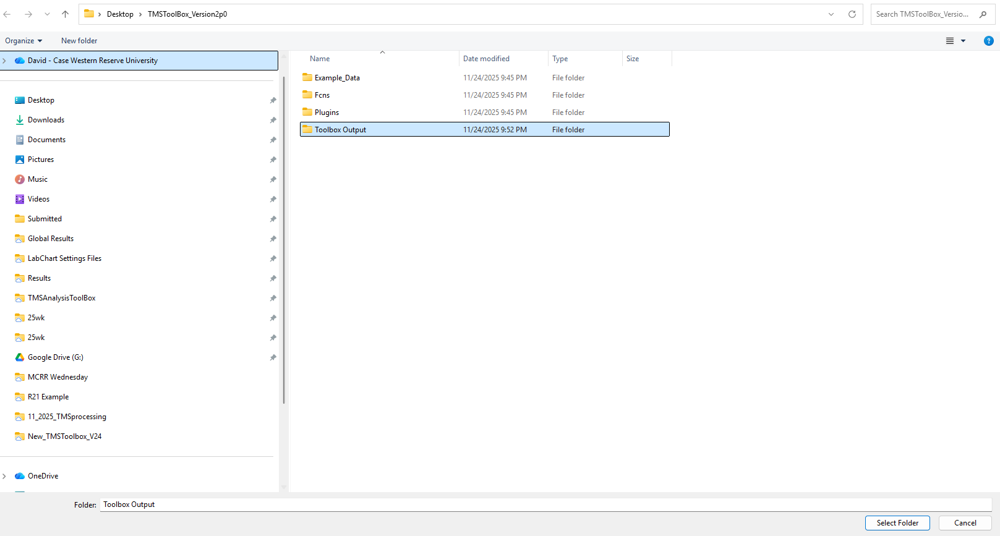 Desktop > TMSToolBox_Version2p0
Search TMSToolBox_Versio...
Organize
New folder
David - Case Western Reserve University
Desktop
Downloads
Documents
Pictures
Music
Videos
Submitted
Global Results
LabChart Settings Files
Results
TMSAnalysisToolBox
25wk
25wk
Google Drive (G:)
MCRR Wednesday
R21 Example
11_2025_TMSprocessing
New_TMSToolbox_V24
OneDrive
Name Date modified Type Size
Example_Data 11/24/2025 9:45 PM File folder
Fcns 11/24/2025 9:45 PM File folder
Plugins 11/24/2025 9:45 PM File folder
Toolbox Output 11/24/2025 9:52 PM File folder
Folder: Toolbox Output
Select Folder
Cancel